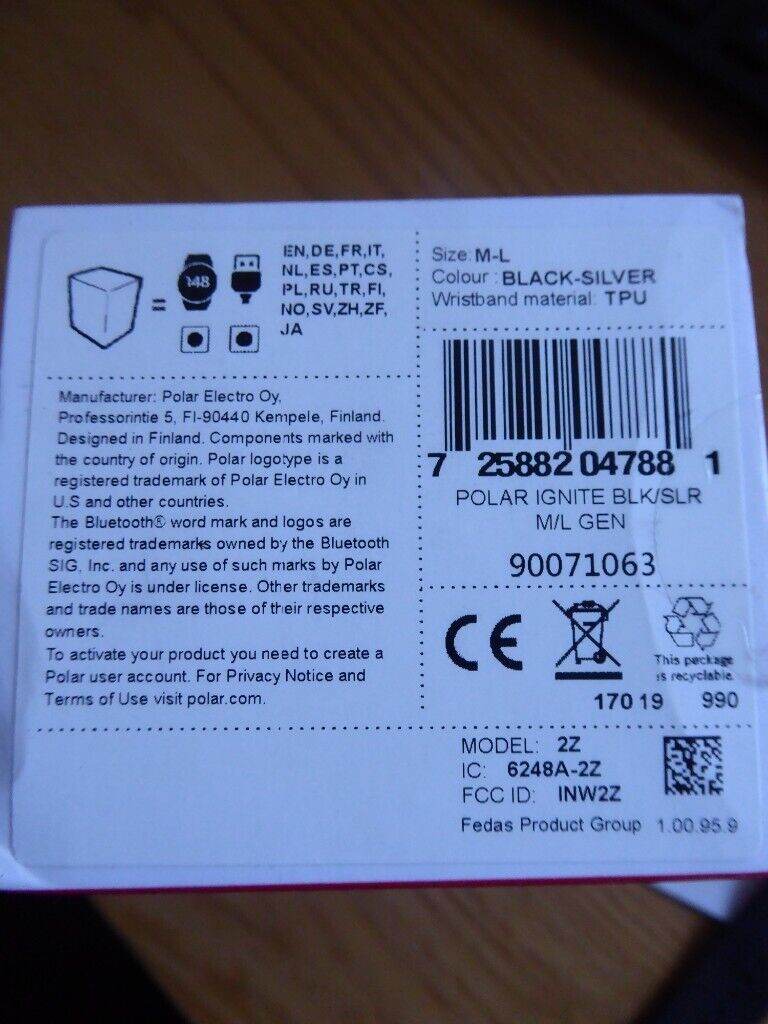 EN,DE,FR,IT,
NL,ES,PT,CS,
PL,RU,TR,FI,
NO,SV,ZH,ZF,
JA
Size: M-L
Colour : BLACK-SILVER
Wristband material: TPU
Manufacturer: Polar Electro Oy,
Professorintie 5, FI-90440 Kempele, Finland.
Designed in Finland. Components marked with
the country of origin. Polar logotype is a
registered trademark of Polar Electro Oy in
U.S and other countries.
The Bluetooth® word mark and logos are
registered trademarks owned by the Bluetooth
SIG, Inc. and any use of such marks by Polar
Electro Oy is under license. Other trademarks
and trade names are those of their respective
owners.
To activate your product you need to create a
Polar user account. For Privacy Notice and
Terms of Use visit polar.com.
7 25882 04788 1
POLAR IGNITE BLK/SLR
M/L GEN
90071063
CE
This package
is recyclable.
170 19 990
MODEL: 2Z
IC: 6248A-2Z
FCC ID: INW2Z
Fedas Product Group 1.00.95.9